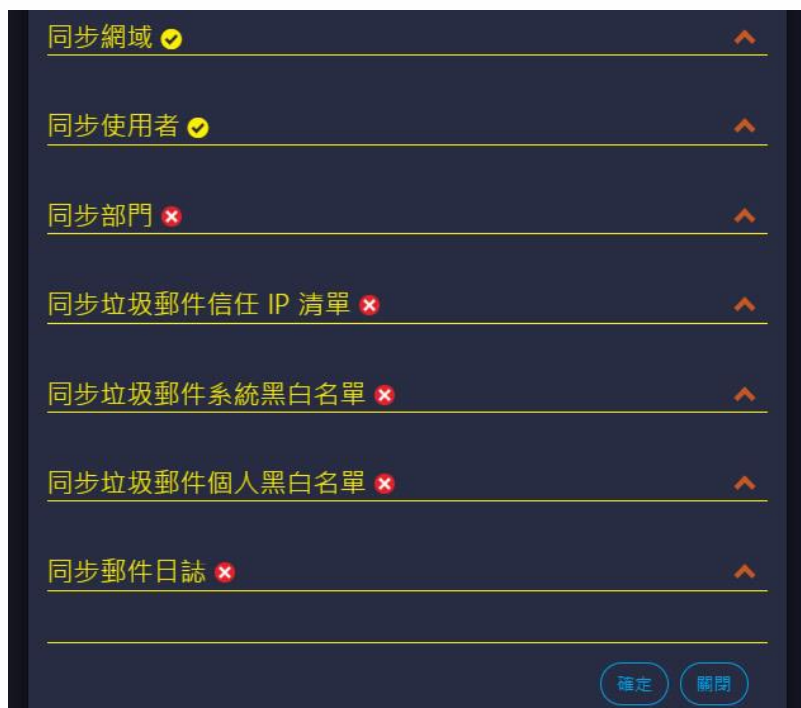 同步網域
同步使用者
同步部門
同步垃圾郵件信任 IP 清單
同步垃圾郵件系統黑白名單
同步垃圾郵件個人黑白名單
同步郵件日誌
確定 關閉